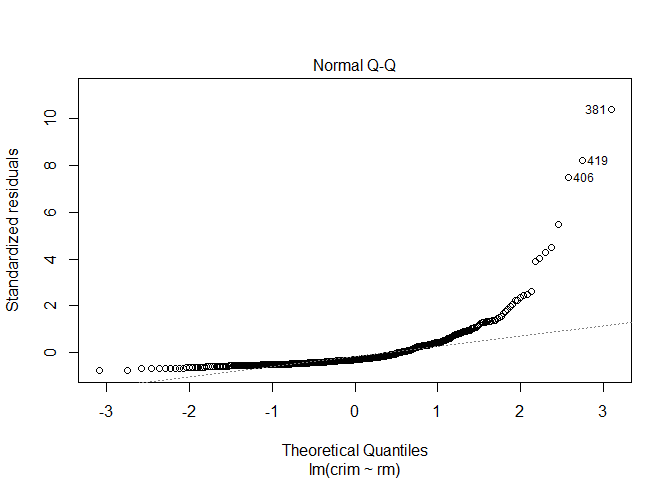 Normal Q-Q
Standardized residuals
10
8
6
4
2
0
381
419
406
-3 -2 -1 0 1 2 3
Theoretical Quantiles
lm(crim ~ rm)